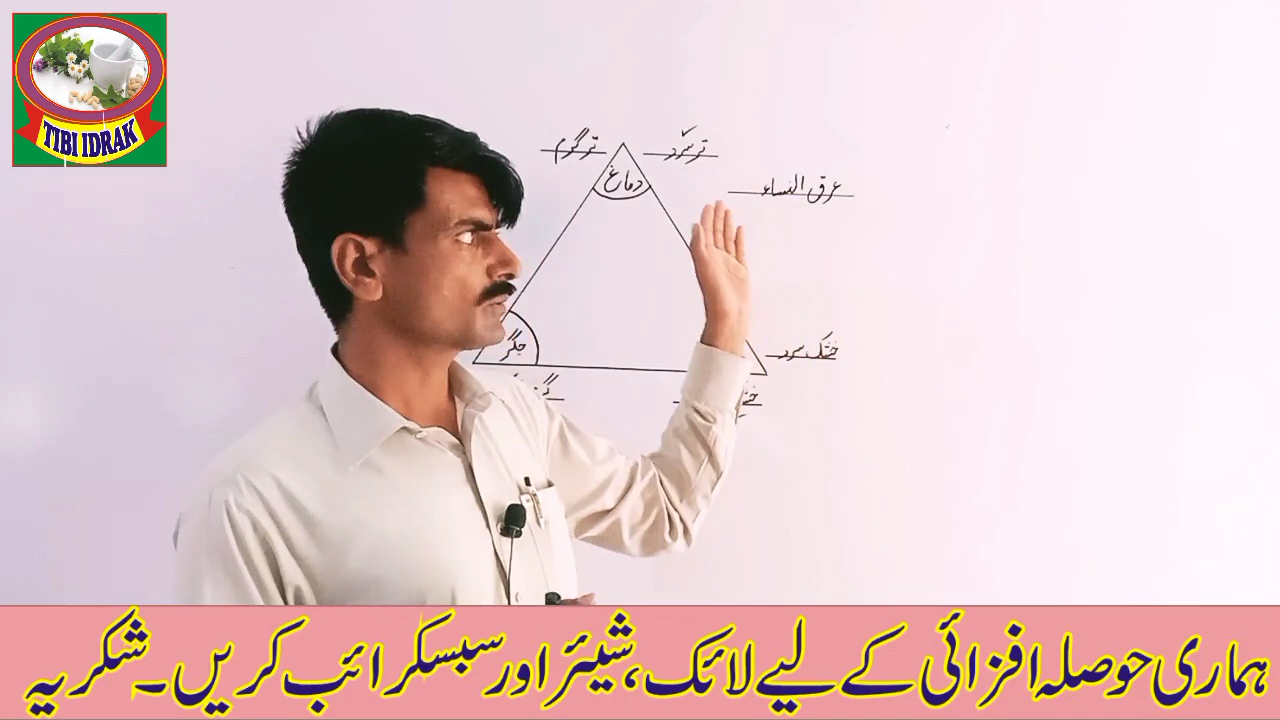 TIBI IDRAK
تر گرم
تر سرد
دماغ
عرق النساء
جگر
خشک سرد
ہماری حوصلہ افزائی کے لیے لائک، شیئر اور سبسکرائب کریں۔ شکریہ